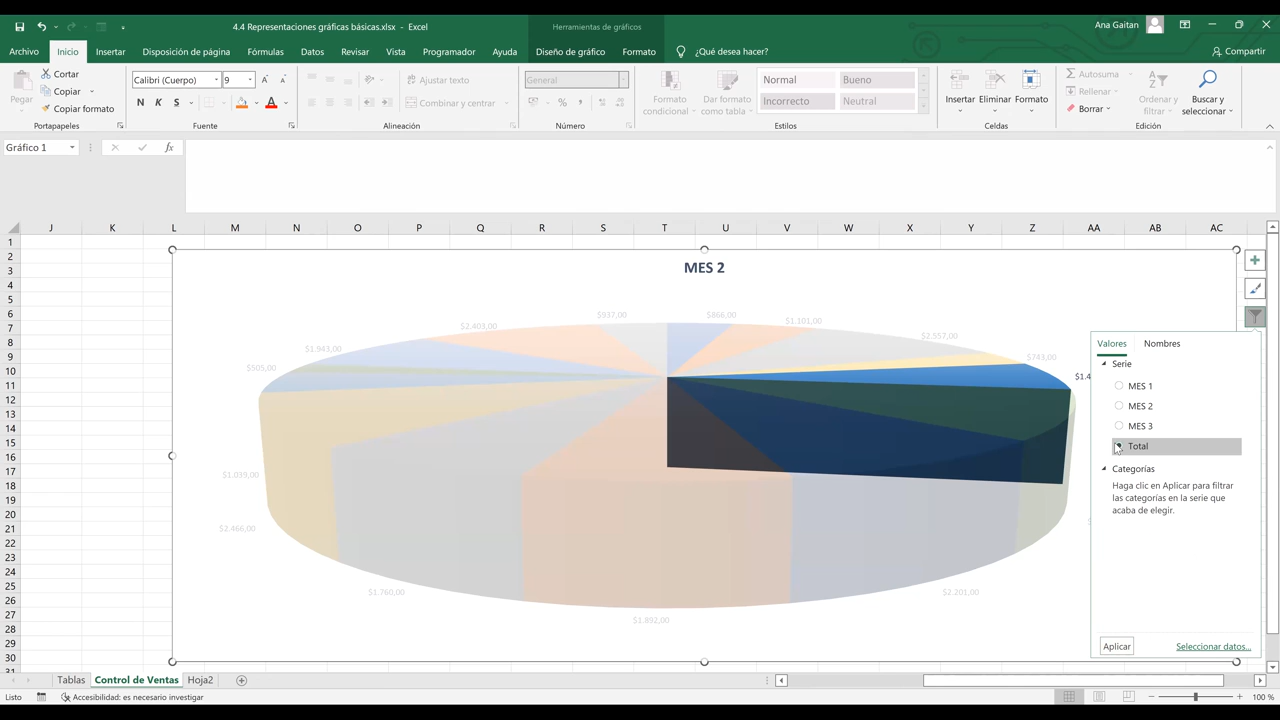 4.4 Representaciones gráficas básicas.xlsx - Excel
Herramientas de gráficos
Ana Gaitan
Archivo Inicio Insertar Disposición de página Fórmulas Datos Revisar Vista Programador Ayuda Diseño de gráfico Formato ¿Qué desea hacer? Compartir
Pegar
Cortar
Copiar
Copiar formato
Calibri (Cuerpo) 9
N K S
Ajustar texto
Combinar y centrar
General
Formato condicional
Dar formato como tabla
Normal Bueno
Incorrecto Neutral
Insertar Eliminar Formato
Autosuma
Rellenar
Borrar
Ordenar y filtrar
Buscar y seleccionar
Portapapeles Fuente Alineación Número Estilos Celdas Edición
Gráfico 1
J K L M N O P Q R S T U V W X Y Z AA AB AC
1
2
3
4
5
6
7
8
9
10
11
12
13
14
15
16
17
18
19
20
21
22
23
24
25
26
27
28
29
30
31
MES 2
$937,00 $866,00
$2.403,00 $1.101,00
$1.943,00 $2.557,00
$505,00 $743,00
$1.4
$1.039,00
$2.466,00
$1.760,00 $2.201,00
$1.892,00
Valores Nombres
Serie
MES 1
MES 2
MES 3
Total
Categorías
Haga clic en Aplicar para filtrar
las categorías en la serie que
acaba de elegir.
Aplicar Seleccionar datos...
Tablas Control de Ventas Hoja2
Listo Accesibilidad: es necesario investigar 100 %